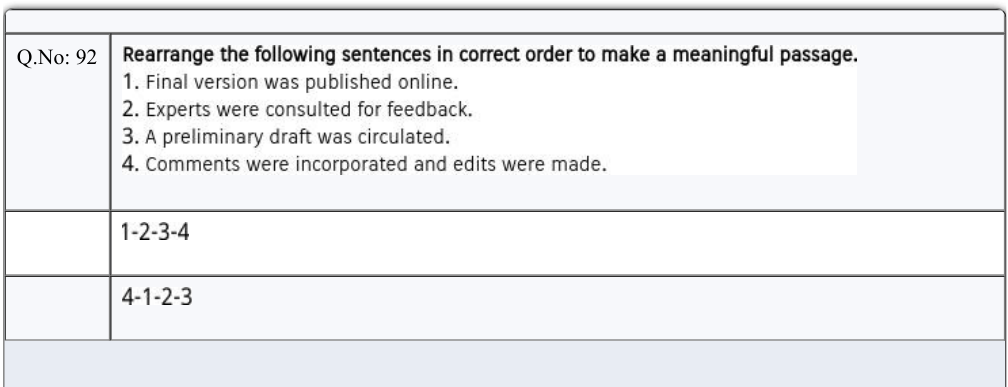 Q.No: 92
Rearrange the following sentences in correct order to make a meaningful passage.
1. Final version was published online.
2. Experts were consulted for feedback.
3. A preliminary draft was circulated.
4. Comments were incorporated and edits were made.
1-2-3-4
4-1-2-3